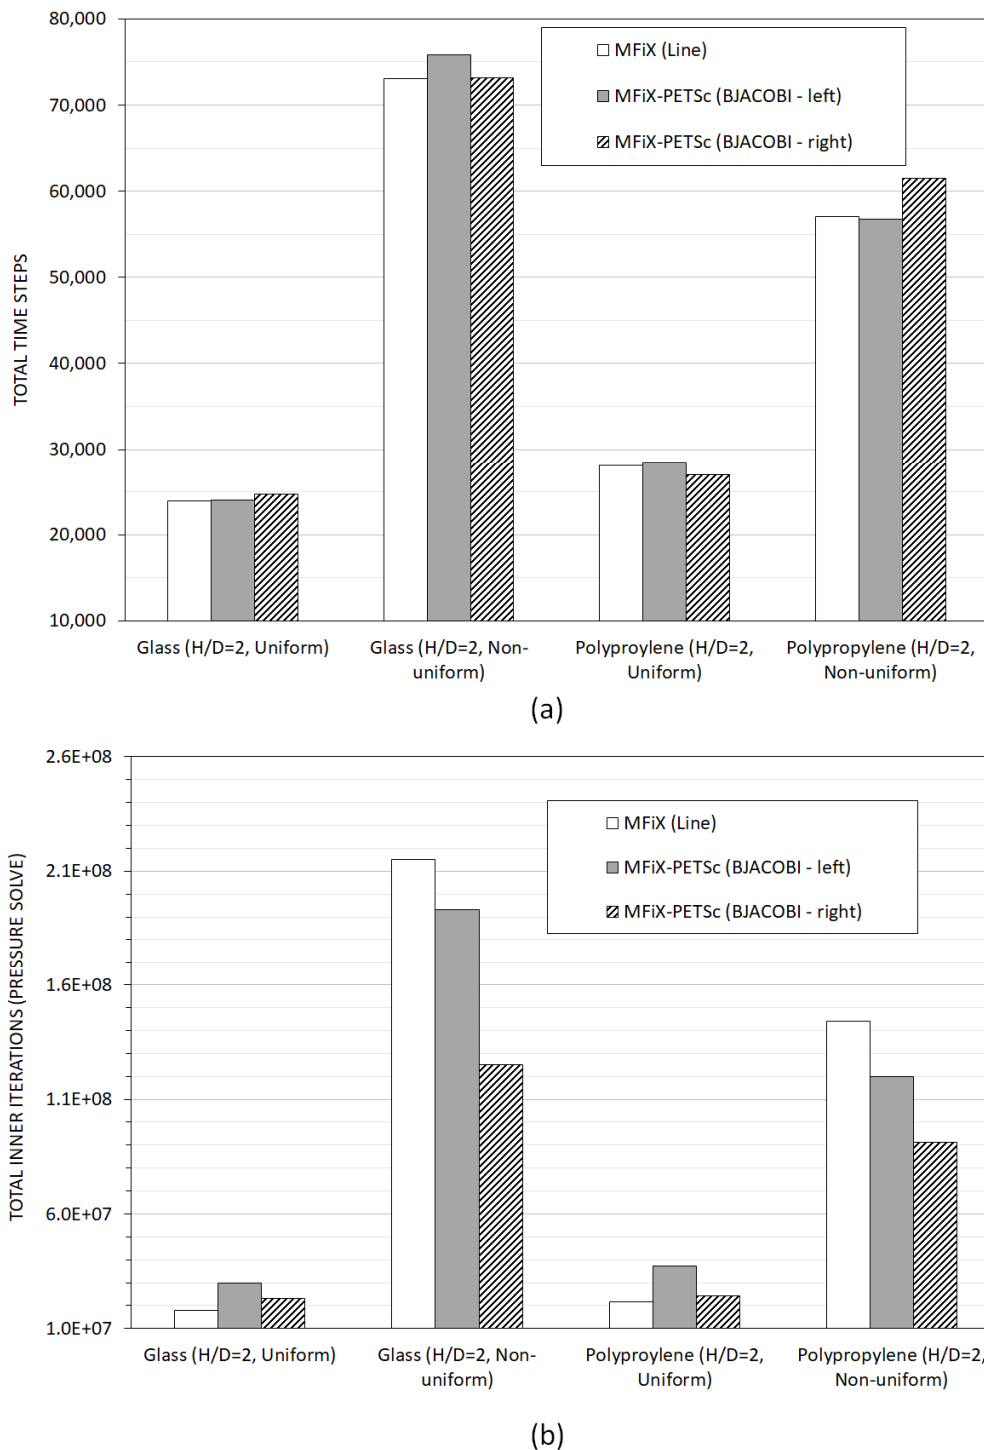 80,000
70,000
60,000
50,000
40,000
30,000
20,000
10,000
TOTAL TIME STEPS
MFiX (Line)
MFiX-PETSc (BJACOBI - left)
MFiX-PETSc (BJACOBI - right)
Glass (H/D=2, Uniform)
Glass (H/D=2, Non-
uniform)
Polyproylene (H/D=2,
Uniform)
Polypropylene (H/D=2,
Non-uniform)
(a)
2.6E+08
2.1E+08
1.6E+08
1.1E+08
6.0E+07
1.0E+07
TOTAL INNER ITERATIONS (PRESSURE SOLVE)
MFiX (Line)
MFiX-PETSc (BJACOBI - left)
MFiX-PETSc (BJACOBI - right)
Glass (H/D=2, Uniform)
Glass (H/D=2, Non-
uniform)
Polyproylene (H/D=2,
Uniform)
Polypropylene (H/D=2,
Non-uniform)
(b)